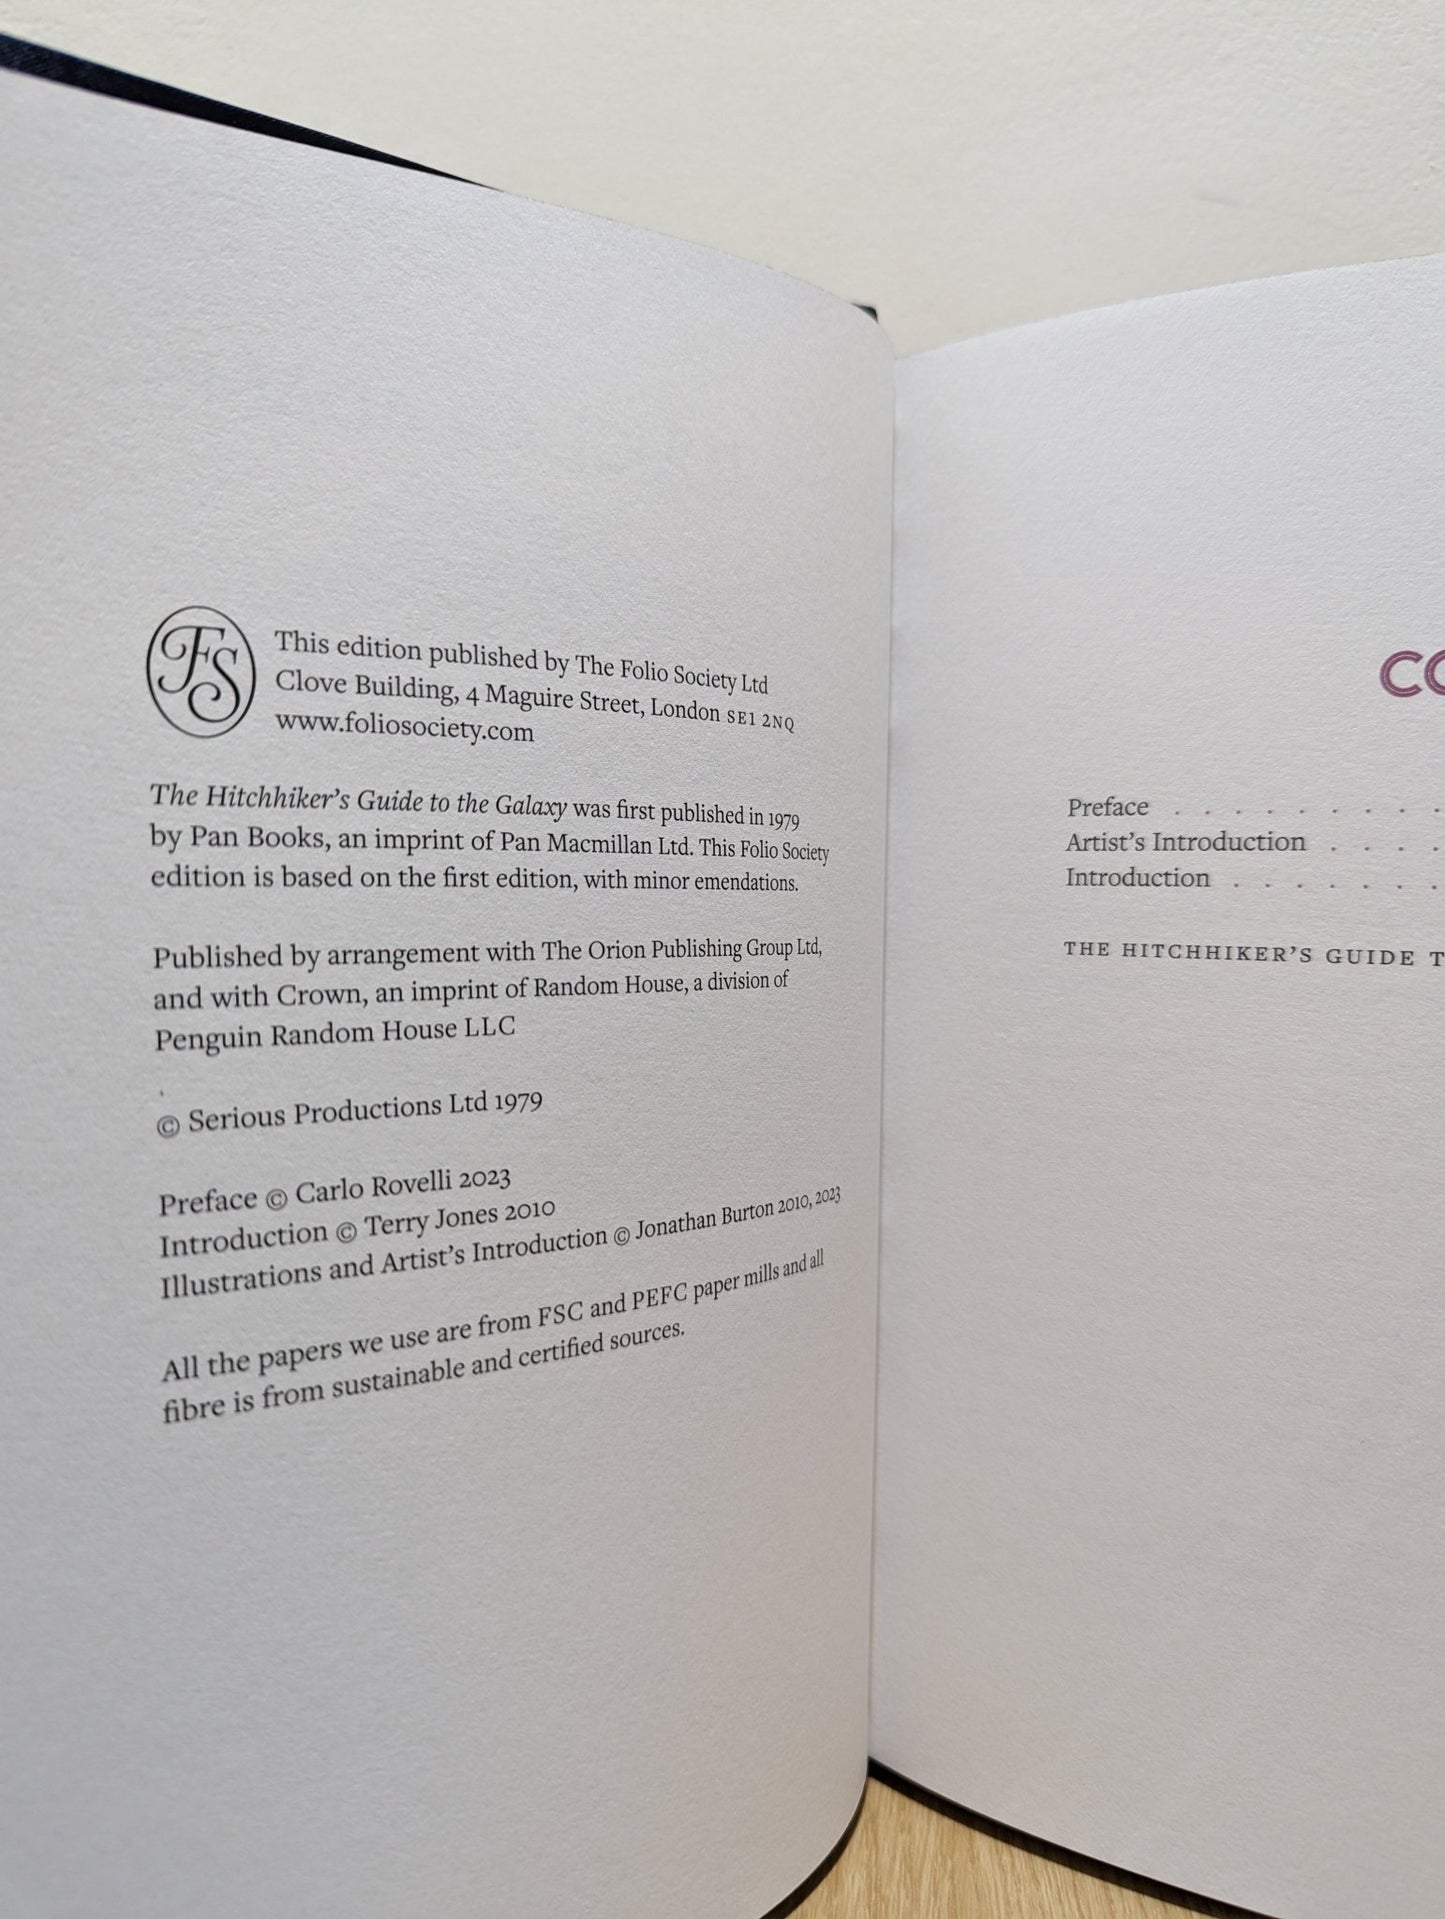 FS
This edition published by The Folio Society Ltd
Clove Building, 4 Maguire Street, London SE1 2NQ
www.foliosociety.com
The Hitchhiker's Guide to the Galaxy was first published in 1979
by Pan Books, an imprint of Pan Macmillan Ltd. This Folio Society
edition is based on the first edition, with minor emendations.
Published by arrangement with The Orion Publishing Group Ltd,
and with Crown, an imprint of Random House, a division of
Penguin Random House LLC
© Serious Productions Ltd 1979
Preface © Carlo Rovelli 2023
Introduction © Terry Jones 2010
Illustrations and Artist's Introduction © Jonathan Burton 2010, 2023
All the papers we use are from FSC and PEFC paper mills and all
fibre is from sustainable and certified sources.
CO
Preface . . . . . . . . .
Artist's Introduction . . . .
Introduction . . . . . . .
THE HITCHHIKER'S GUIDE T